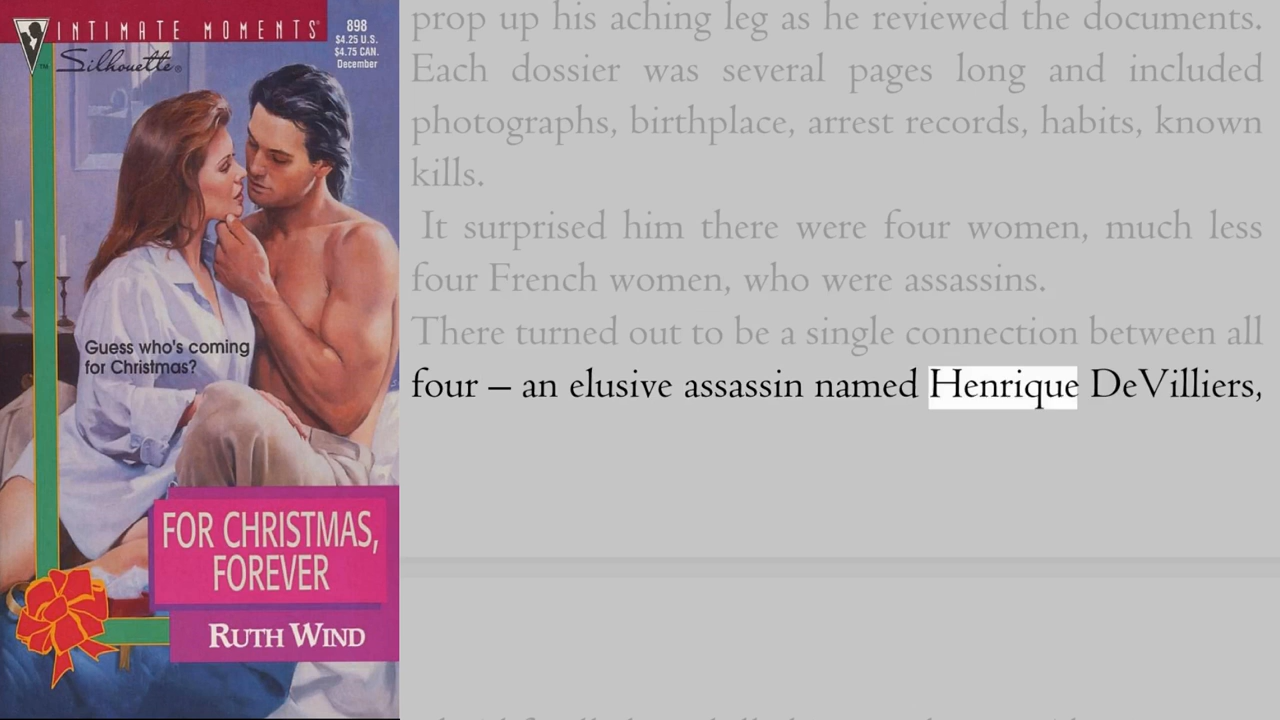 INTIMATE MOMENTS®
Silhouette®
TM
898
$4.25 U.S.
$4.75 CAN.
December
Guess who's coming
for Christmas?
FOR CHRISTMAS,
FOREVER
RUTH WIND
prop up his aching leg as he reviewed the documents.
Each dossier was several pages long and included
photographs, birthplace, arrest records, habits, known
kills.
It surprised him there were four women, much less
four French women, who were assassins.
There turned out to be a single connection between all
four – an elusive assassin named Henrique DeVilliers,